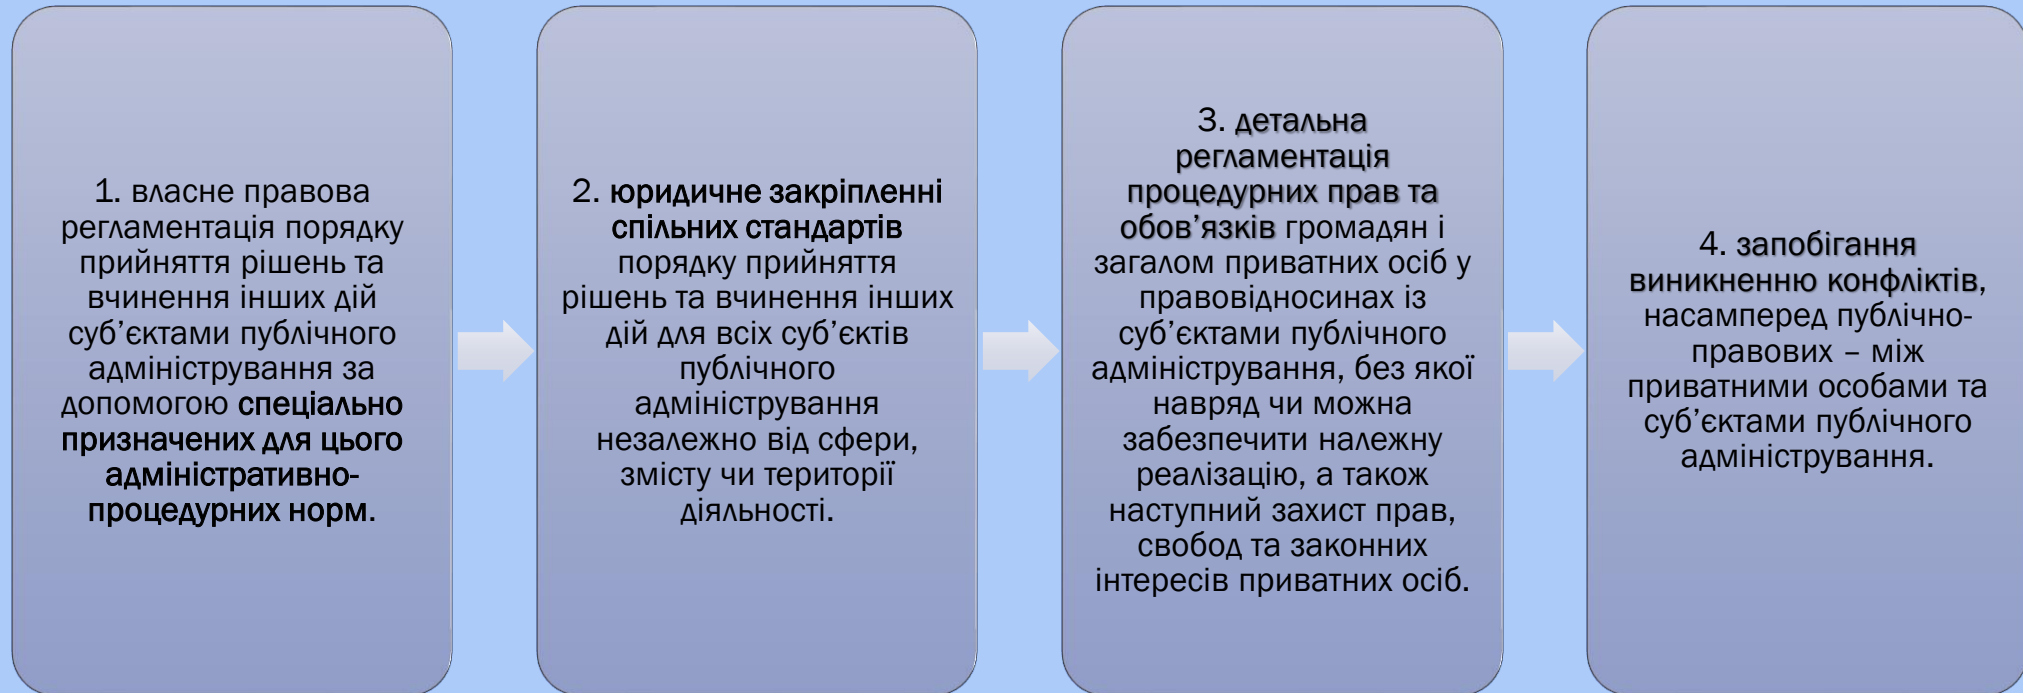 1. власне правова
регламентація порядку
прийняття рішень та
вчинення інших дій
суб’єктами публічного
адміністрування за
допомогою спеціально
призначених для цього
адміністративно-
процедурних норм.
2. юридичне закріпленні
спільних стандартів
порядку прийняття
рішень та вчинення інших
дій для всіх суб’єктів
публічного
адміністрування
незалежно від сфери,
змісту чи території
діяльності.
3. детальна
регламентація
процедурних прав та
обов’язків громадян і
загалом приватних осіб у
правовідносинах із
суб’єктами публічного
адміністрування, без якої
навряд чи можна
забезпечити належну
реалізацію, а також
наступний захист прав,
свобод та законних
інтересів приватних осіб.
4. запобігання
виникненню конфліктів,
насамперед публічно-
правових – між
приватними особами та
суб’єктами публічного
адміністрування.